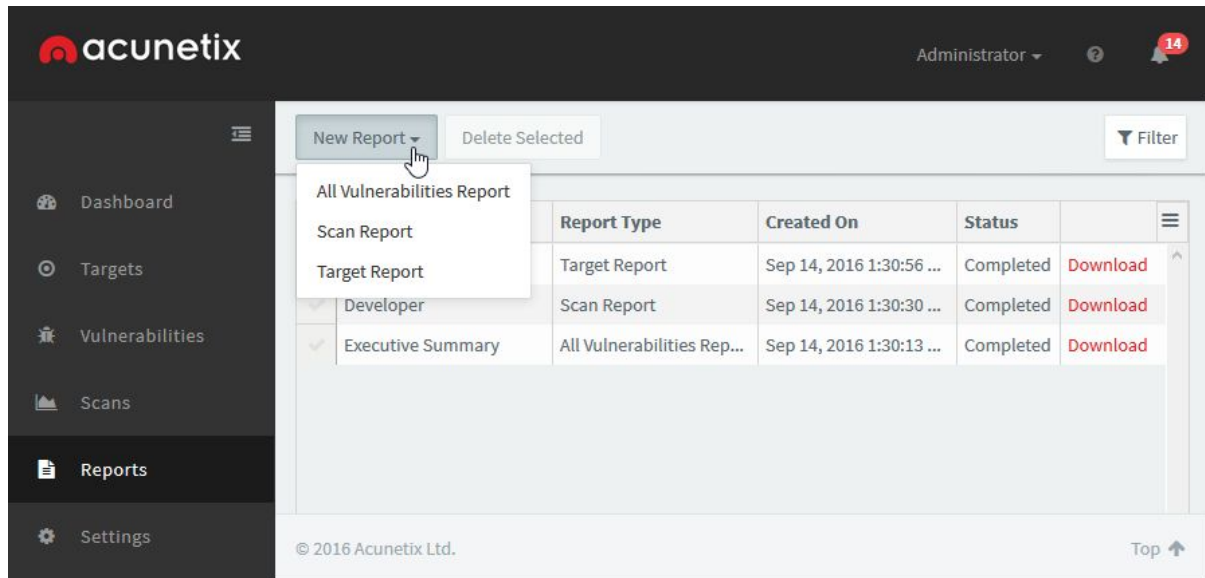 acunetix
Administrator
14
New Report
Delete Selected
Filter
All Vulnerabilities Report
Scan Report
Target Report
Dashboard
Targets
Vulnerabilities
Scans
Reports
Settings
Report Type Created On Status
Target Report Sep 14, 2016 1:30:56 ... Completed Download
Developer Scan Report Sep 14, 2016 1:30:30 ... Completed Download
Executive Summary All Vulnerabilities Rep... Sep 14, 2016 1:30:13 ... Completed Download
© 2016 Acunetix Ltd.
Top